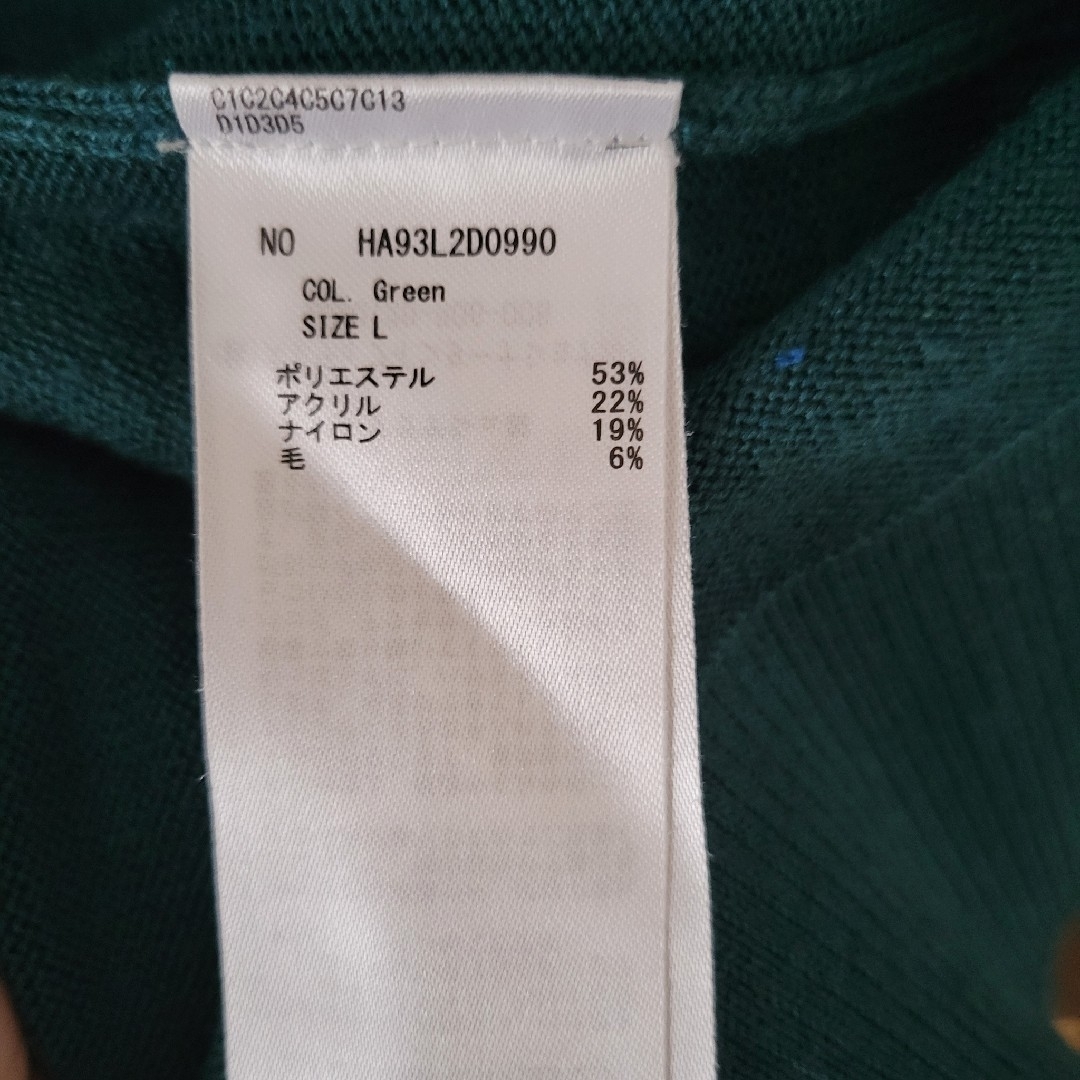 C1C2C4C5C7C13
D1D3D5
NO HA93L2D0990
COL. Green
SIZE L
ポリエステル 53%
アクリル 22%
ナイロン 19%
毛 6%